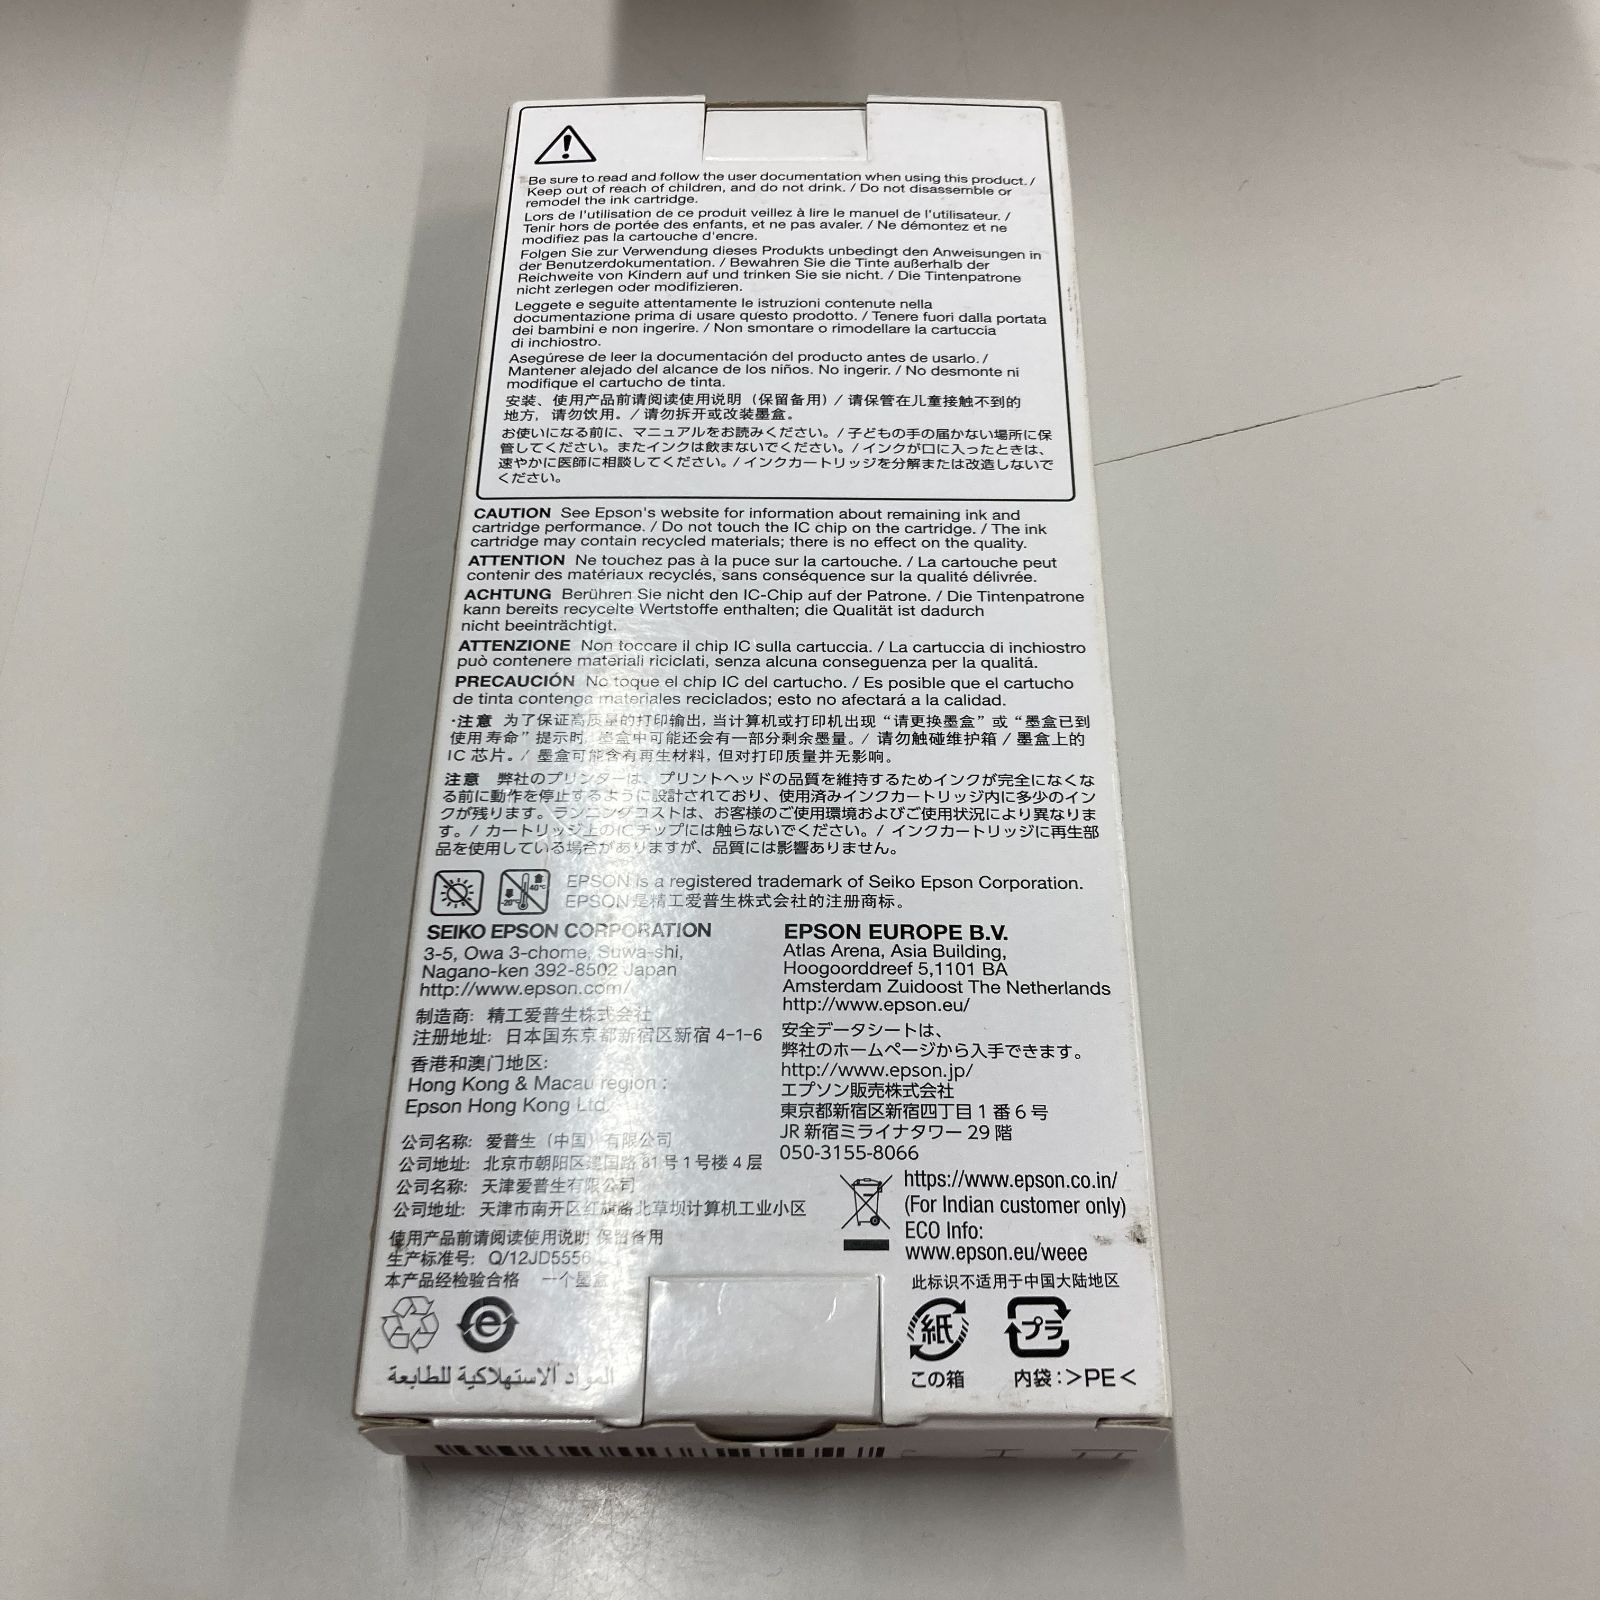 Be sure to read and follow the user documentation when using this product. /
Keep out of reach of children, and do not drink. / Do not disassemble or
remodel the ink cartridge.
Lors de l'utilisation de ce produit veillez à lire le manuel de l'utilisateur. /
Tenir hors de portée des enfants, et ne pas avaler. / Ne démontez et ne
modifiez pas la cartouche d'encre.
Folgen Sie zur Verwendung dieses Produkts unbedingt den Anweisungen in
der Benutzerdokumentation. / Bewahren Sie die Tinte außerhalb der
Reichweite von Kindern auf und trinken Sie sie nicht. / Die Tintenpatrone
nicht zerlegen oder modifizieren.
Leggete e seguite attentamente le istruzioni contenute nella
documentazione prima di usare questo prodotto. / Tenere fuori dalla portata
dei bambini e non ingerire. / Non smontare o rimodellare la cartuccia
di inchiostro.
Asegúrese de leer la documentación del producto antes de usarlo. /
Mantener alejado del alcance de los niños. No ingerir. / No desmonte ni
modifique el cartucho de tinta.
安装、使用产品前请阅读使用说明（保留备用）/ 请保管在儿童接触不到的
地方，请勿饮用。/ 请勿拆开或改装墨盒。
お使いになる前に、マニュアルをお読みください。/ 子どもの手の届かない場所に保
管してください。またインクは飲まないでください。/ インクが口に入ったときは、
速やかに医師に相談してください。/ インクカートリッジを分解または改造しないで
ください。
CAUTION See Epson's website for information about remaining ink and
cartridge performance. / Do not touch the IC chip on the cartridge. / The ink
cartridge may contain recycled materials; there is no effect on the quality.
ATTENTION Ne touchez pas à la puce sur la cartouche. / La cartouche peut
contenir des matériaux recyclés, sans conséquence sur la qualité délivrée.
ACHTUNG Berühren Sie nicht den IC-Chip auf der Patrone. / Die Tintenpatrone
kann bereits recycelte Wertstoffe enthalten; die Qualität ist dadurch
nicht beeinträchtigt.
ATTENZIONE Non toccare il chip IC sulla cartuccia. / La cartuccia di inchiostro
può contenere materiali riciclati, senza alcuna conseguenza per la qualitá.
PRECAUCIÓN No toque el chip IC del cartucho. / Es posible que el cartucho
de tinta contenga materiales reciclados; esto no afectará a la calidad.
·注意 为了保证高质量的打印输出，当计算机或打印机出现“请更换墨盒”或“墨盒已到
使用寿命”提示时，墨盒中可能还会有一部分剩余墨量。/ 请勿触碰维护箱 / 墨盒上的
IC 芯片。/ 墨盒可能含有再生材料，但对打印质量并无影响。
注意 弊社のプリンターは、プリントヘッドの品質を維持するためインクが完全になくな
る前に動作を停止するように設計されており、使用済みインクカートリッジ内に多少のイン
クが残ります。ランニングコストは、お客様のご使用環境およびご使用状況により異なりま
す。/ カートリッジ上のICチップには触らないでください。/ インクカートリッジに再生部
品を使用している場合がありますが、品質には影響ありません。
-20°C 40°C
EPSON is a registered trademark of Seiko Epson Corporation.
EPSON是精工爱普生株式会社的注册商标。
SEIKO EPSON CORPORATION
3-5, Owa 3-chome, Suwa-shi,
Nagano-ken 392-8502 Japan
http://www.epson.com/
制造商：精工爱普生株式会社
注册地址：日本国东京都新宿区新宿 4-1-6
香港和澳门地区：
Hong Kong & Macau region :
Epson Hong Kong Ltd.
公司名称：爱普生（中国）有限公司
公司地址：北京市朝阳区建国路 81 号 1 号楼 4 层
公司名称：天津爱普生有限公司
公司地址：天津市南开区红旗路北草坝计算机工业小区
使用产品前请阅读使用说明 保留备用
生产标准号：Q/12JD5556
本产品经检验合格 一个墨盒
المواد الاستهلاكية للطابعة
EPSON EUROPE B.V.
Atlas Arena, Asia Building,
Hoogoorddreef 5,1101 BA
Amsterdam Zuidoost The Netherlands
http://www.epson.eu/
安全データシートは、
弊社のホームページから入手できます。
http://www.epson.jp/
エプソン販売株式会社
東京都新宿区新宿四丁目 1 番 6 号
JR 新宿ミライナタワー 29 階
050-3155-8066
https://www.epson.co.in/
(For Indian customer only)
ECO Info:
www.epson.eu/weee
此标识不适用于中国大陆地区
紙
プラ
この箱
内袋：>PE<